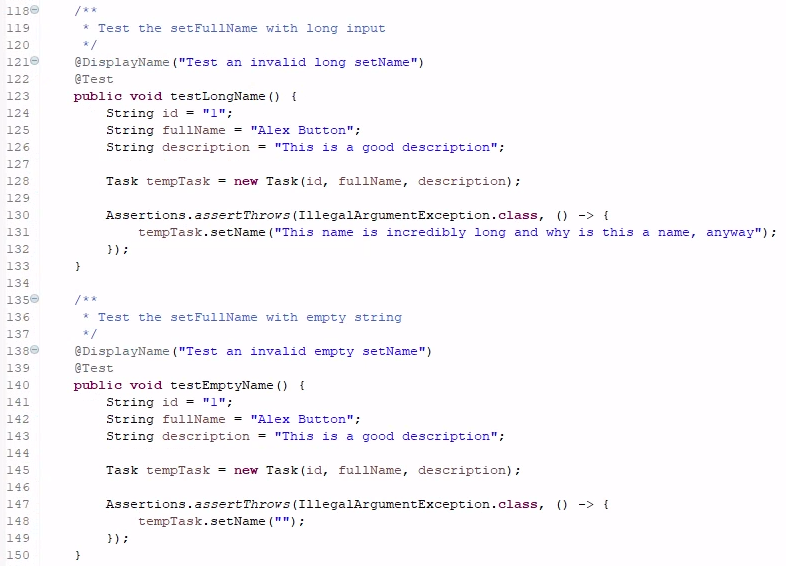 118 /**
119 * Test the setFullName with long input
120 */
121 @DisplayName("Test an invalid long setName")
122 @Test
123 public void testLongName() {
124 String id = "1";
125 String fullName = "Alex Button";
126 String description = "This is a good description";
127
128 Task tempTask = new Task(id, fullName, description);
129
130 Assertions.assertThrows(IllegalArgumentException.class, () -> {
131 tempTask.setName("This name is incredibly long and why is this a name, anyway");
132 });
133 }
134
135 /**
136 * Test the setFullName with empty string
137 */
138 @DisplayName("Test an invalid empty setName")
139 @Test
140 public void testEmptyName() {
141 String id = "1";
142 String fullName = "Alex Button";
143 String description = "This is a good description";
144
145 Task tempTask = new Task(id, fullName, description);
146
147 Assertions.assertThrows(IllegalArgumentException.class, () -> {
148 tempTask.setName("");
149 });
150 }